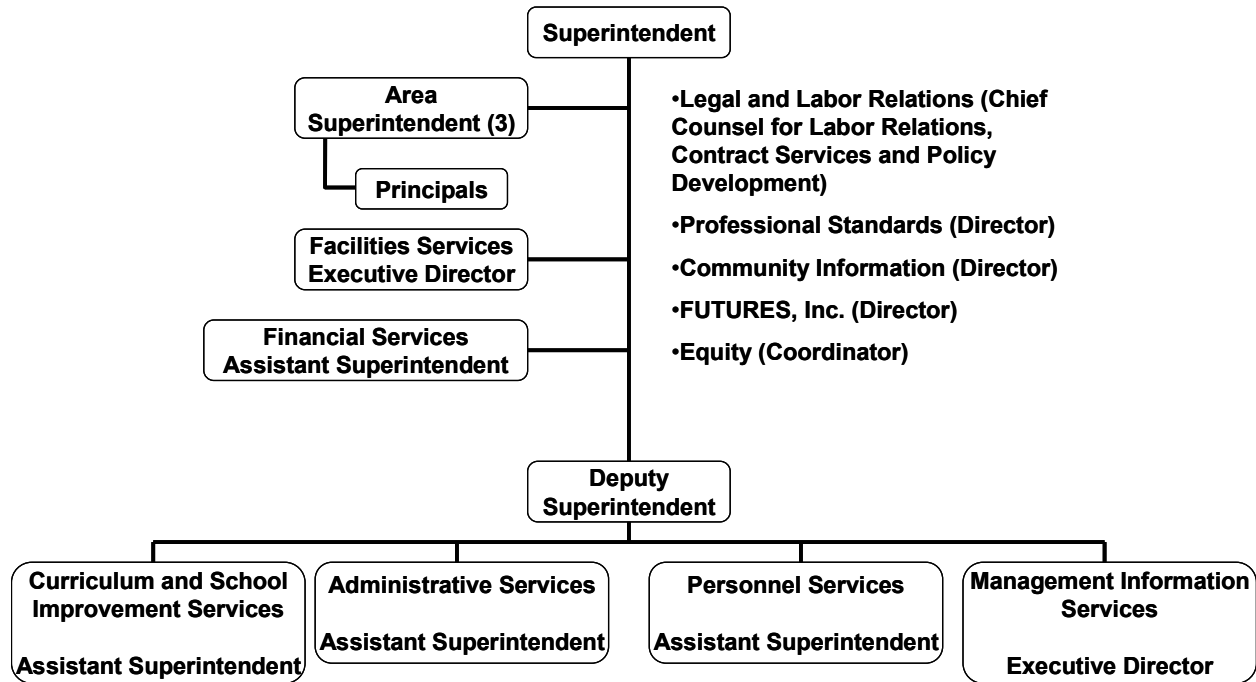 Superintendent
Area
Superintendent (3)
Principals
Facilities Services
Executive Director
Financial Services
Assistant Superintendent
•Legal and Labor Relations (Chief
Counsel for Labor Relations,
Contract Services and Policy
Development)
•Professional Standards (Director)
•Community Information (Director)
•FUTURES, Inc. (Director)
•Equity (Coordinator)
Deputy
Superintendent
Curriculum and School
Improvement Services
Assistant Superintendent
Administrative Services
Assistant Superintendent
Personnel Services
Assistant Superintendent
Management Information
Services
Executive Director